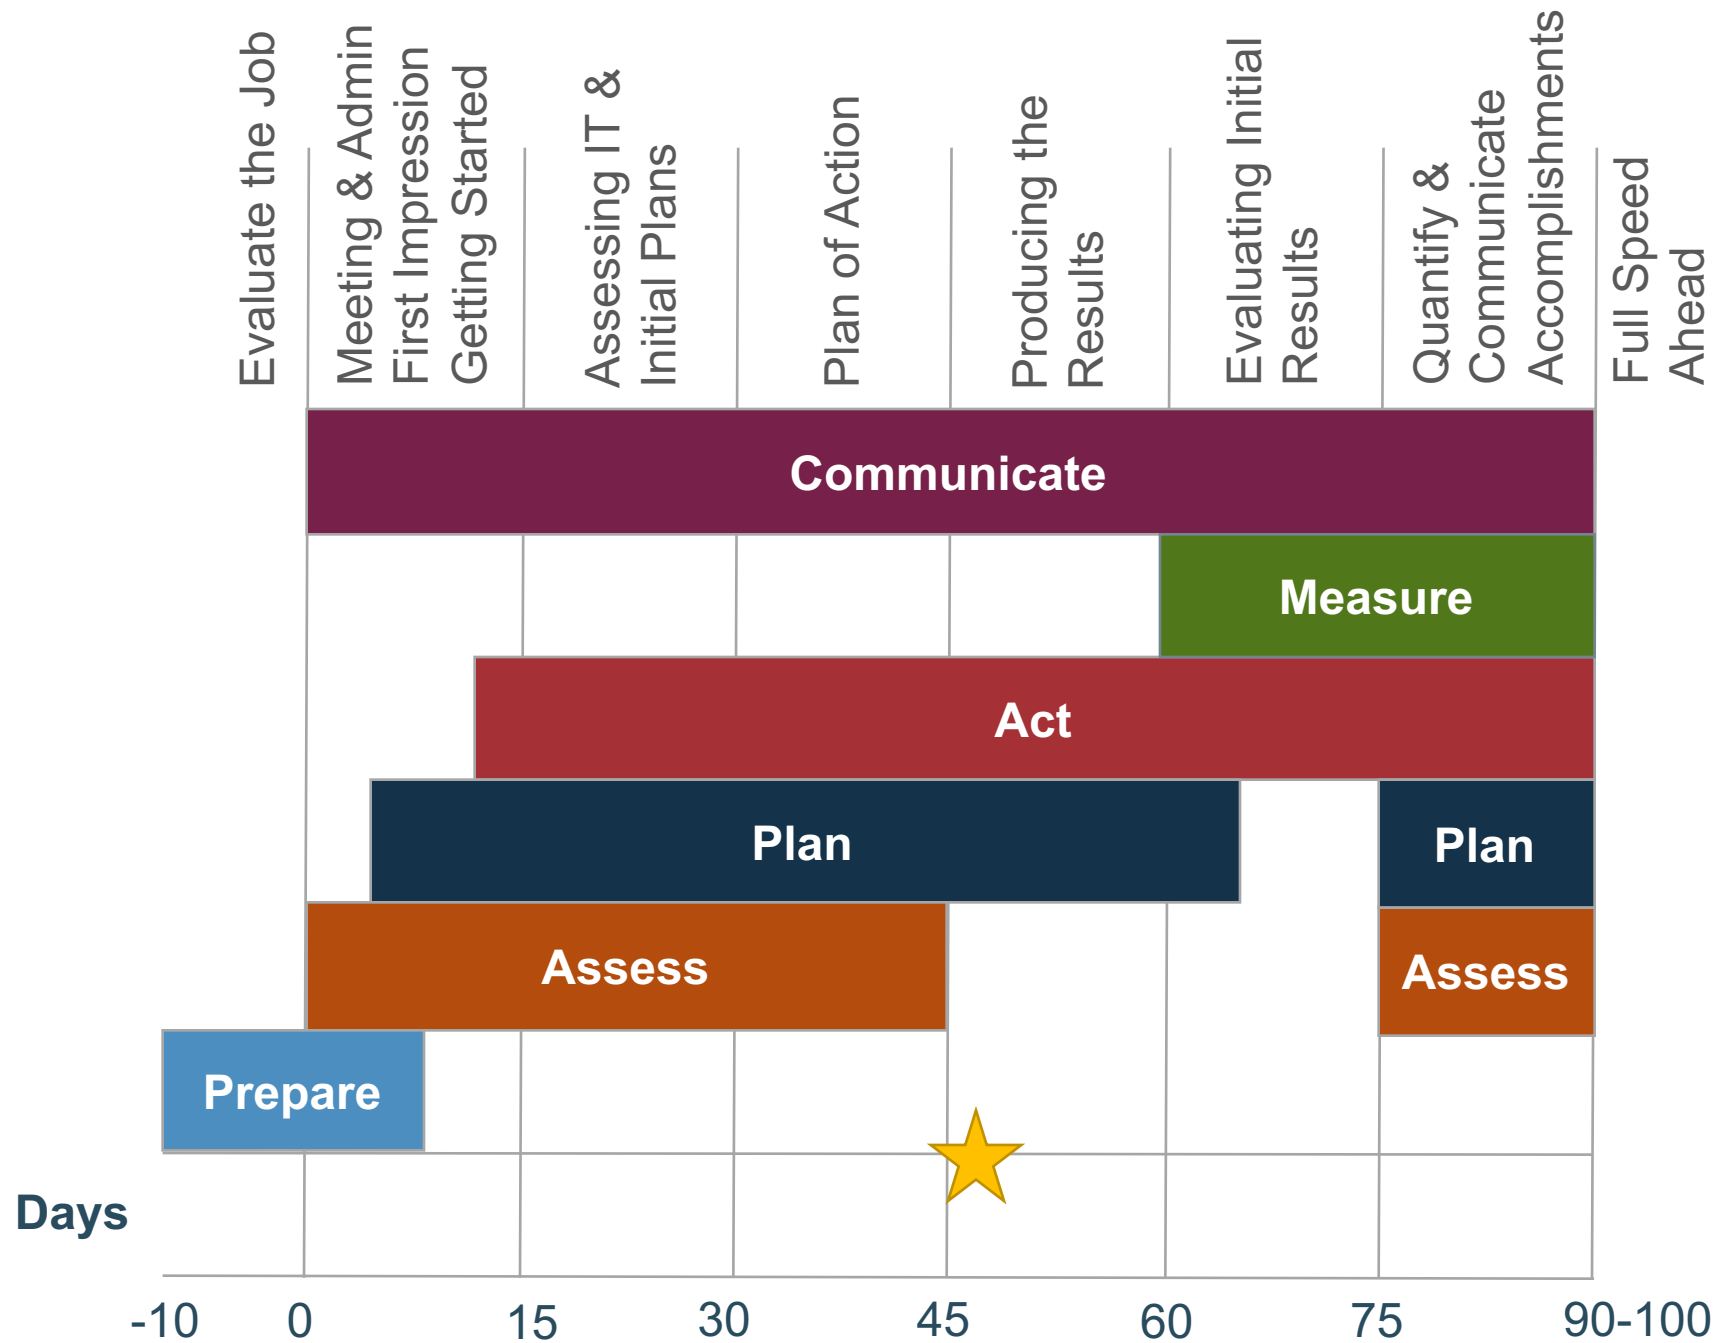 Evaluate the Job
Meeting & Admin
First Impression
Getting Started
Assessing IT &
Initial Plans
Plan of Action
Producing the
Results
Evaluating Initial
Results
Quantify &
Communicate
Accomplishments
Full Speed
Ahead
Communicate
Measure
Act
Plan
Plan
Assess
Assess
Prepare
Days
-10
0
15
30
45
60
75
90-100